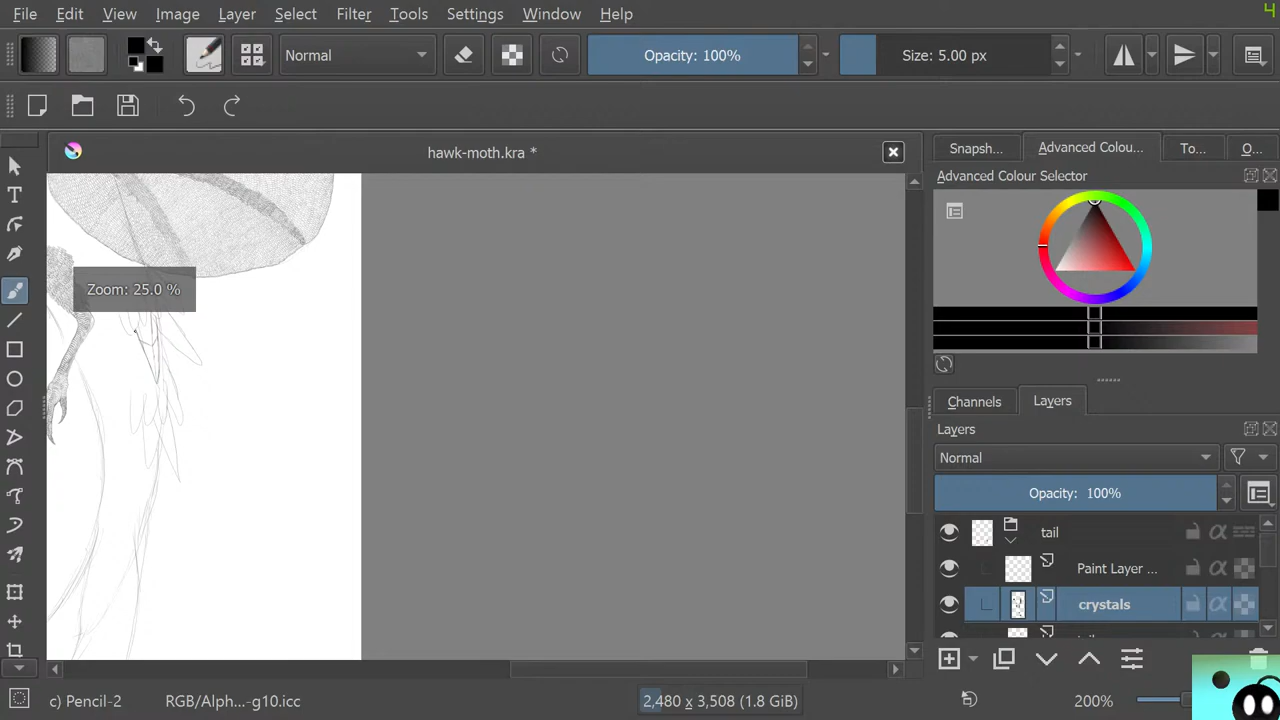 File Edit View Image Layer Select Filter Tools Settings Window Help
4
Normal Opacity: 100% Size: 5.00 px
hawk-moth.kra *
Snapsh... Advanced Colou... To... O...
Advanced Colour Selector
Zoom: 25.0 %
Channels Layers
Layers
Normal
Opacity: 100%
tail
Paint Layer ...
crystals
c) Pencil-2 RGB/Alph...-g10.icc 2,480 x 3,508 (1.8 GiB) 200%